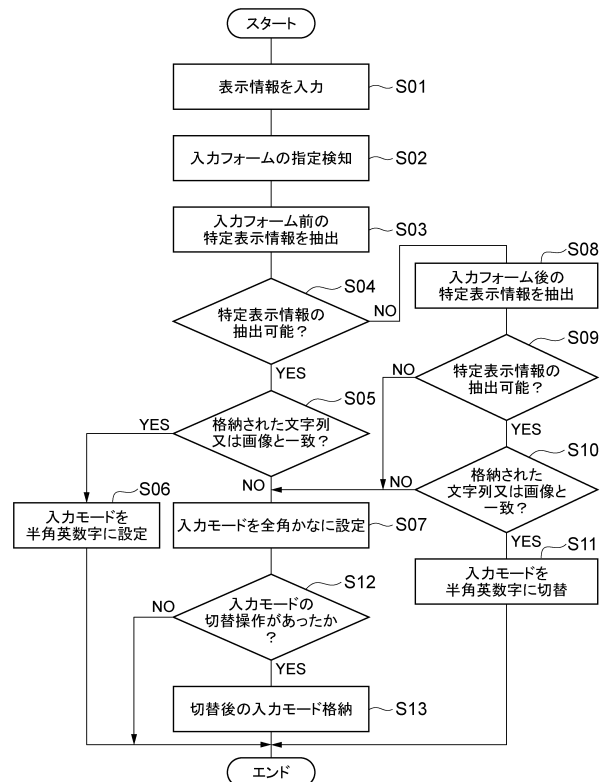 スタート
表示情報を入力
S01
入力フォームの指定検知
S02
入力フォーム前の
特定表示情報を抽出
S03
特定表示情報の
抽出可能？
S04
NO
YES
入力フォーム後の
特定表示情報を抽出
S08
特定表示情報の
抽出可能？
S09
NO
YES
格納された文字列
又は画像と一致？
S05
YES
NO
格納された
文字列又は画像と
一致？
S10
NO
YES
入力モードを
半角英数字に設定
S06
入力モードを全角かなに設定
S07
入力モードを
半角英数字に切替
S11
入力モードの
切替操作があったか
？
S12
NO
YES
切替後の入力モード格納
S13
エンド